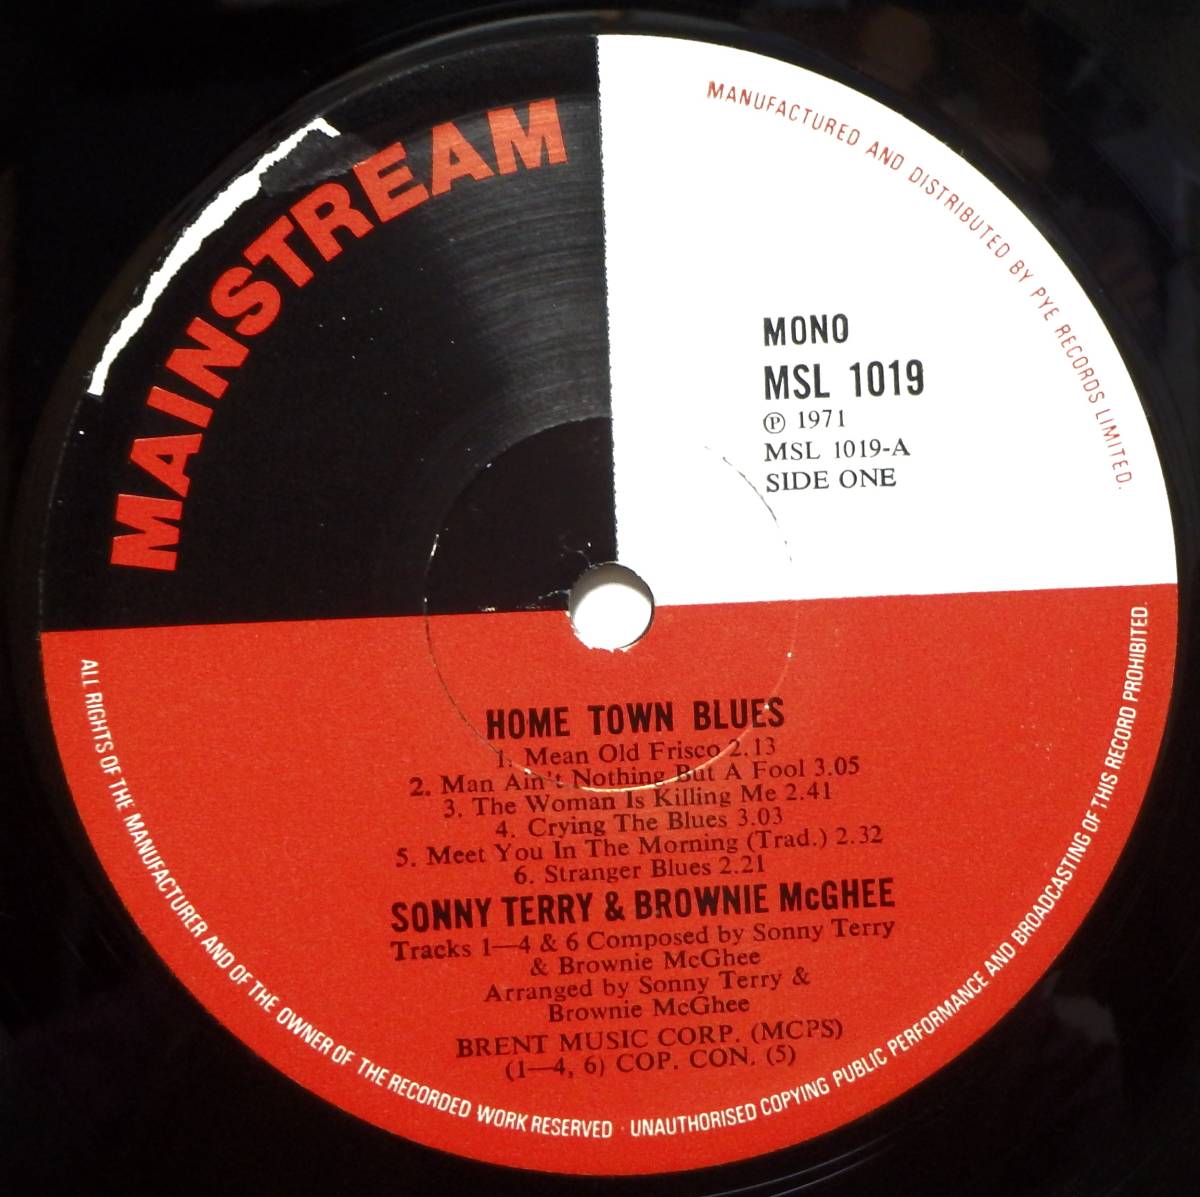 MAINSTREAM
MANUFACTURED AND DISTRIBUTED BY PYE RECORDS LIMITED.
MONO
MSL 1019
Ⓟ 1971
MSL 1019-A
SIDE ONE
HOME TOWN BLUES
1. Mean Old Frisco 2.13
2. Man Ain't Nothing But A Fool 3.05
3. The Woman Is Killing Me 2.41
4. Crying The Blues 3.03
5. Meet You In The Morning (Trad.) 2.32
6. Stranger Blues 2.21
SONNY TERRY & BROWNIE McGHEE
Tracks 1—4 & 6 Composed by Sonny Terry
& Brownie McGhee
Arranged by Sonny Terry &
Brownie McGhee
BRENT MUSIC CORP. (MCPS)
(1—4, 6) COP. CON. (5)
ALL RIGHTS OF THE MANUFACTURER AND OF THE OWNER OF THE RECORDED WORK RESERVED · UNAUTHORISED COPYING PUBLIC PERFORMANCE AND BROADCASTING OF THIS RECORD PROHIBITED.